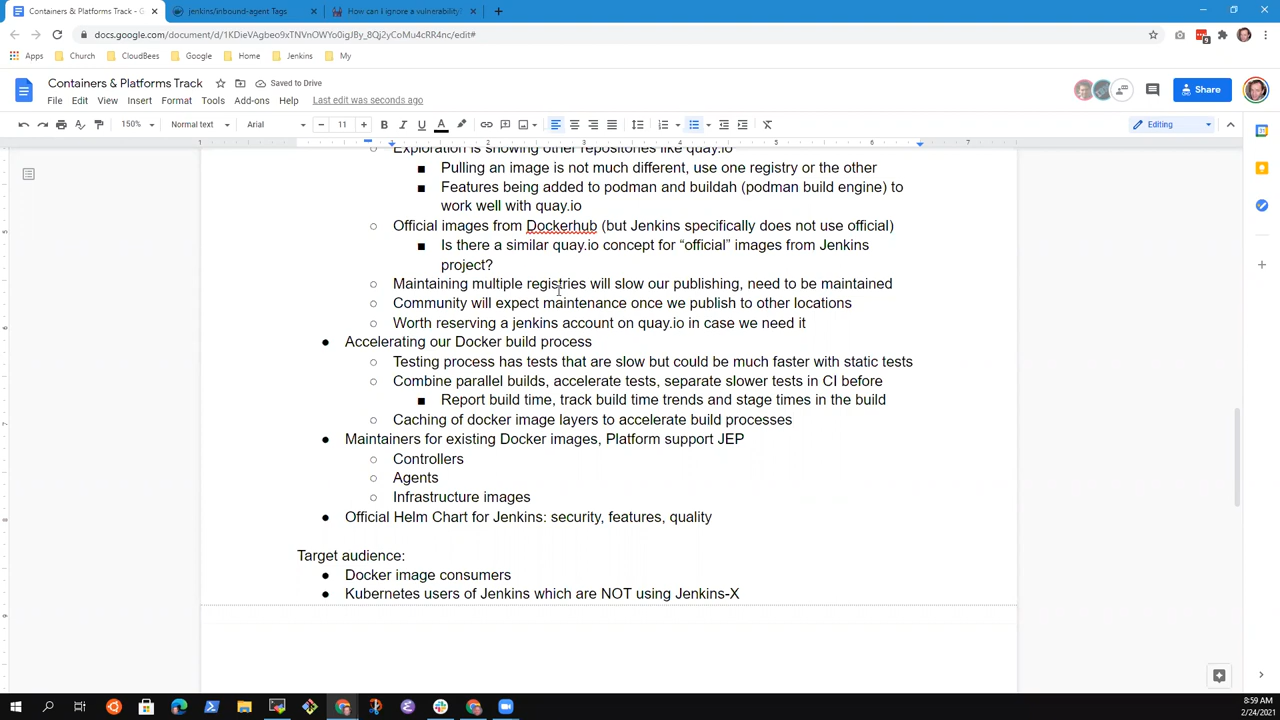 Containers & Platforms Track - G
jenkins/inbound-agent Tags
How can i ignore a vulnerability?
docs.google.com/document/d/1KDieVAgbeo9xTNVnOWYo0igJBy_8Qj2yCoMu4cRR4nc/edit#
9
Apps
Church
CloudBees
Google
Home
Jenkins
My
Containers & Platforms Track
Saved to Drive
File
Edit
View
Insert
Format
Tools
Add-ons
Help
Last edit was seconds ago
Share
150%
Normal text
Arial
11
Editing
Exploration is showing other repositories like quay.io
Pulling an image is not much different, use one registry or the other
Features being added to podman and buildah (podman build engine) to
work well with quay.io
Official images from Dockerhub (but Jenkins specifically does not use official)
Is there a similar quay.io concept for “official” images from Jenkins
project?
Maintaining multiple registries will slow our publishing, need to be maintained
Community will expect maintenance once we publish to other locations
Worth reserving a jenkins account on quay.io in case we need it
Accelerating our Docker build process
Testing process has tests that are slow but could be much faster with static tests
Combine parallel builds, accelerate tests, separate slower tests in CI before
Report build time, track build time trends and stage times in the build
Caching of docker image layers to accelerate build processes
Maintainers for existing Docker images, Platform support JEP
Controllers
Agents
Infrastructure images
Official Helm Chart for Jenkins: security, features, quality
Target audience:
Docker image consumers
Kubernetes users of Jenkins which are NOT using Jenkins-X
8:59 AM
2/24/2021